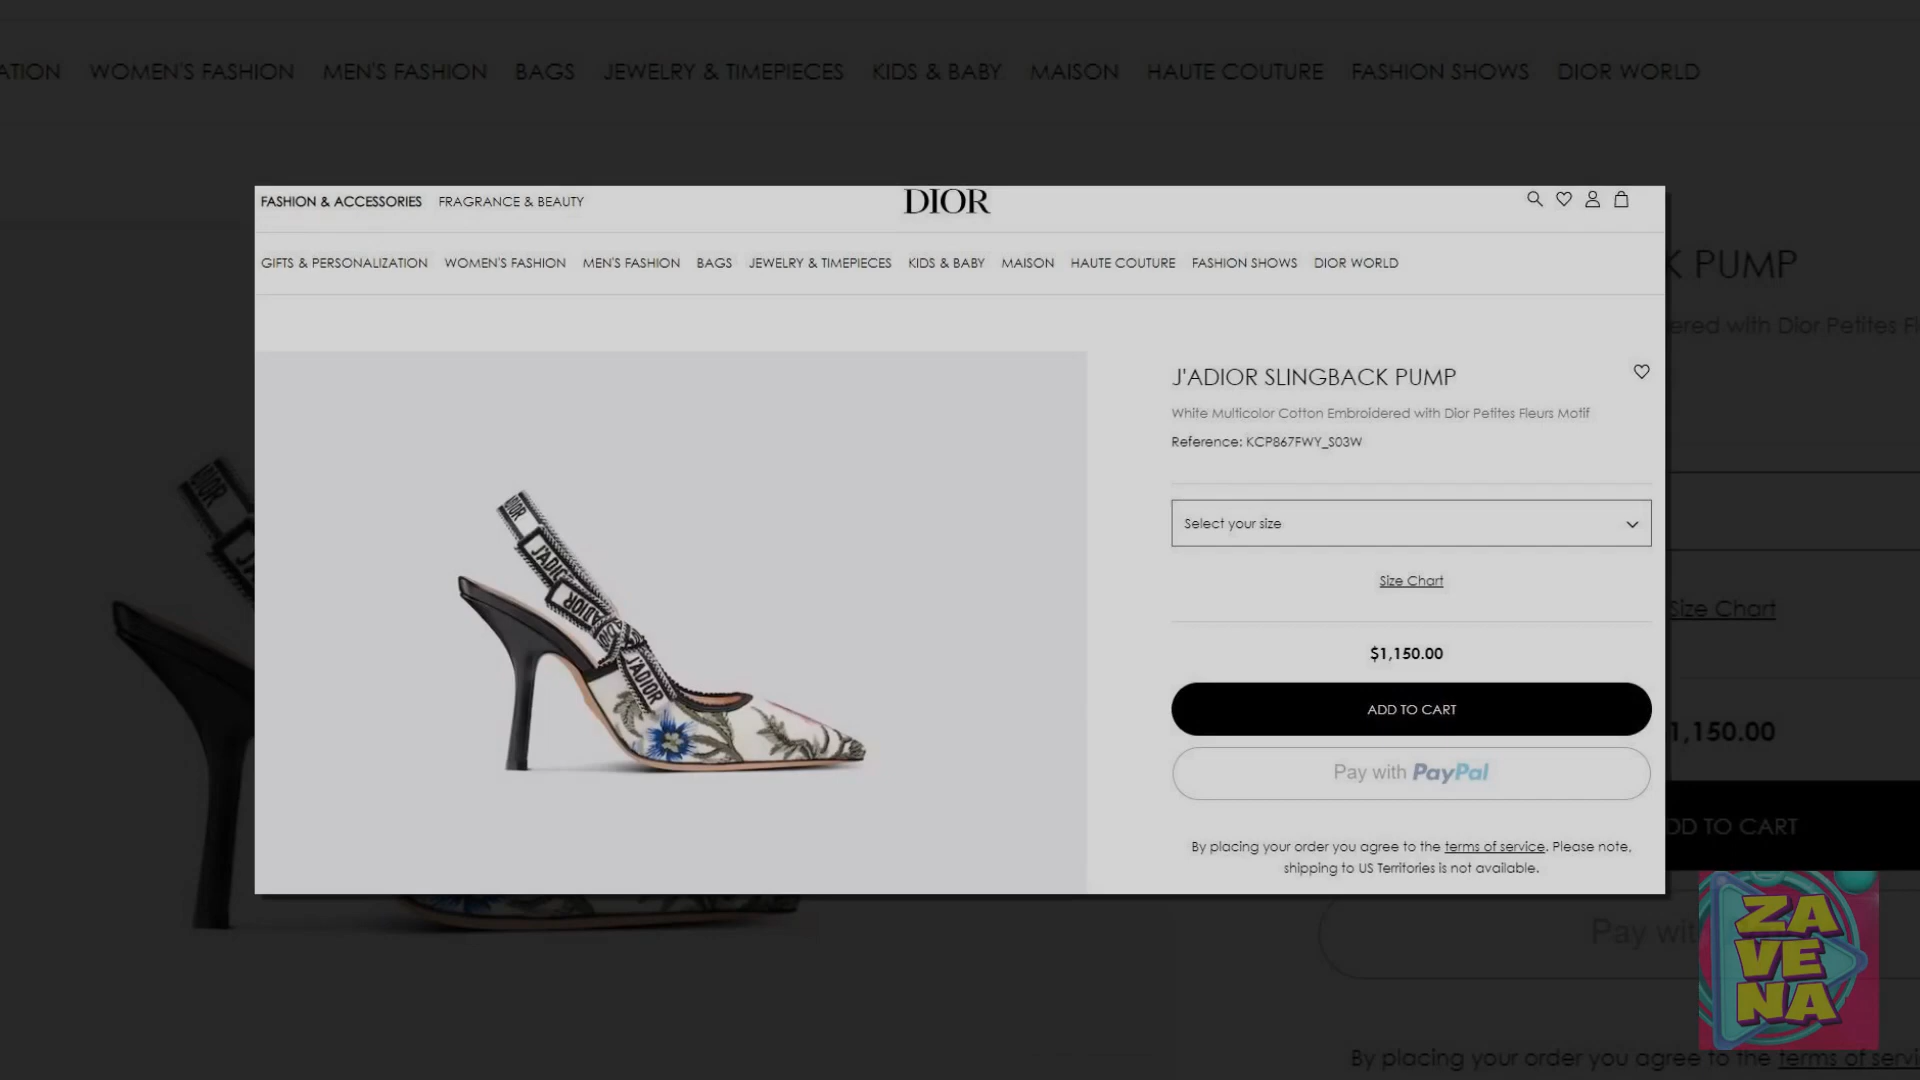 ATION WOMEN'S FASHION MEN'S FASHION BAGS JEWELRY & TIMEPIECES KIDS & BABY MAISON HAUTE COUTURE FASHION SHOWS DIOR WORLD
FASHION & ACCESSORIES FRAGRANCE & BEAUTY DIOR
GIFTS & PERSONALIZATION WOMEN'S FASHION MEN'S FASHION BAGS JEWELRY & TIMEPIECES KIDS & BABY MAISON HAUTE COUTURE FASHION SHOWS DIOR WORLD
K PUMP
ered with Dior Petites Fl
J'ADIOR SLINGBACK PUMP
White Multicolor Cotton Embroidered with Dior Petites Fleurs Motif
Reference: KCP867FWY_S03W
Select your size
Size Chart
$1,150.00
ADD TO CART
Pay with PayPal
By placing your order you agree to the terms of service. Please note,
shipping to US Territories is not available.
DIOR
J'ADIOR
J'ADIOR
DIOR
Size Chart
1,150.00
DD TO CART
Pay wit
By placing your order you agree to the terms of servi
ZA
VE
NA